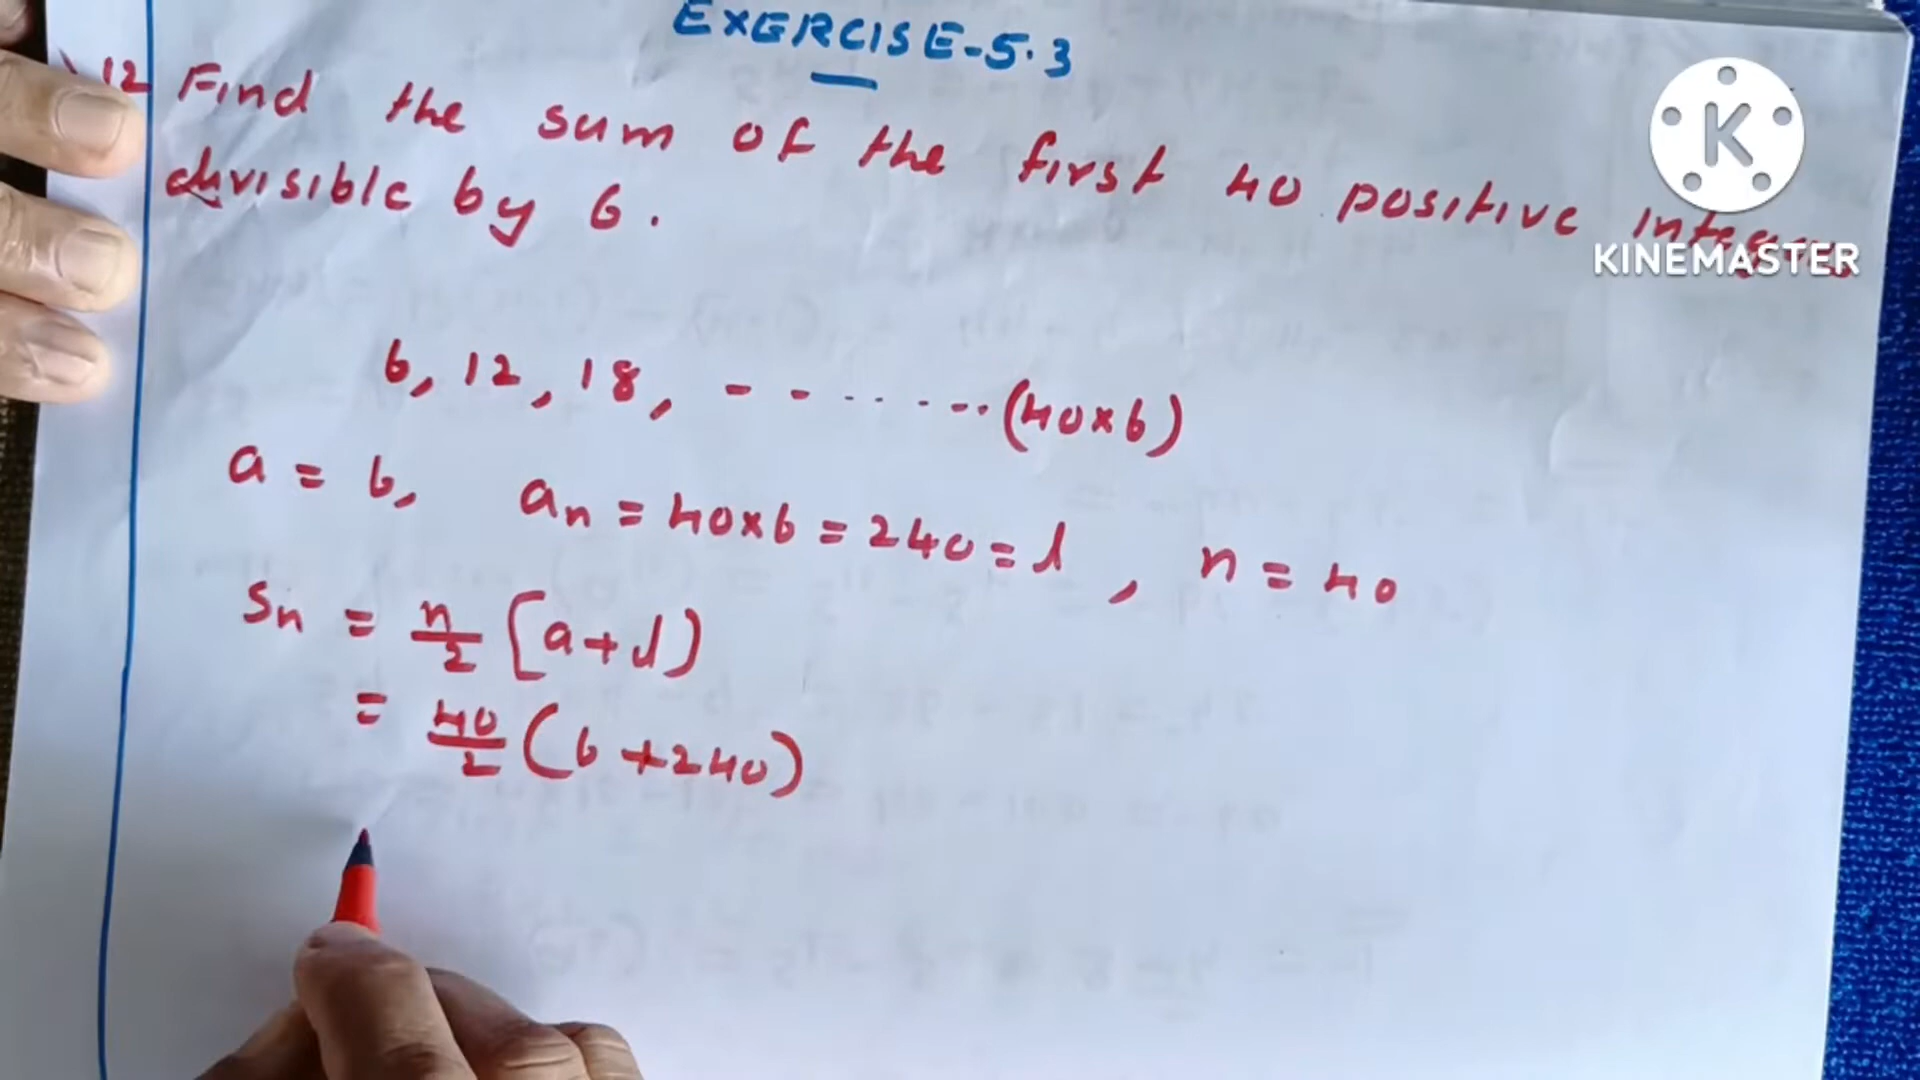 EXERCISE-5.3
12 Find the sum of the first 40 positive integers
divisible by 6.
K
KINEMASTER
6, 12, 18, - - ...... (40×6)
a = 6, an = 40×6 = 240 = l, n = 40
Sn = n/2 [a+l)
= 40/2 (6+240)